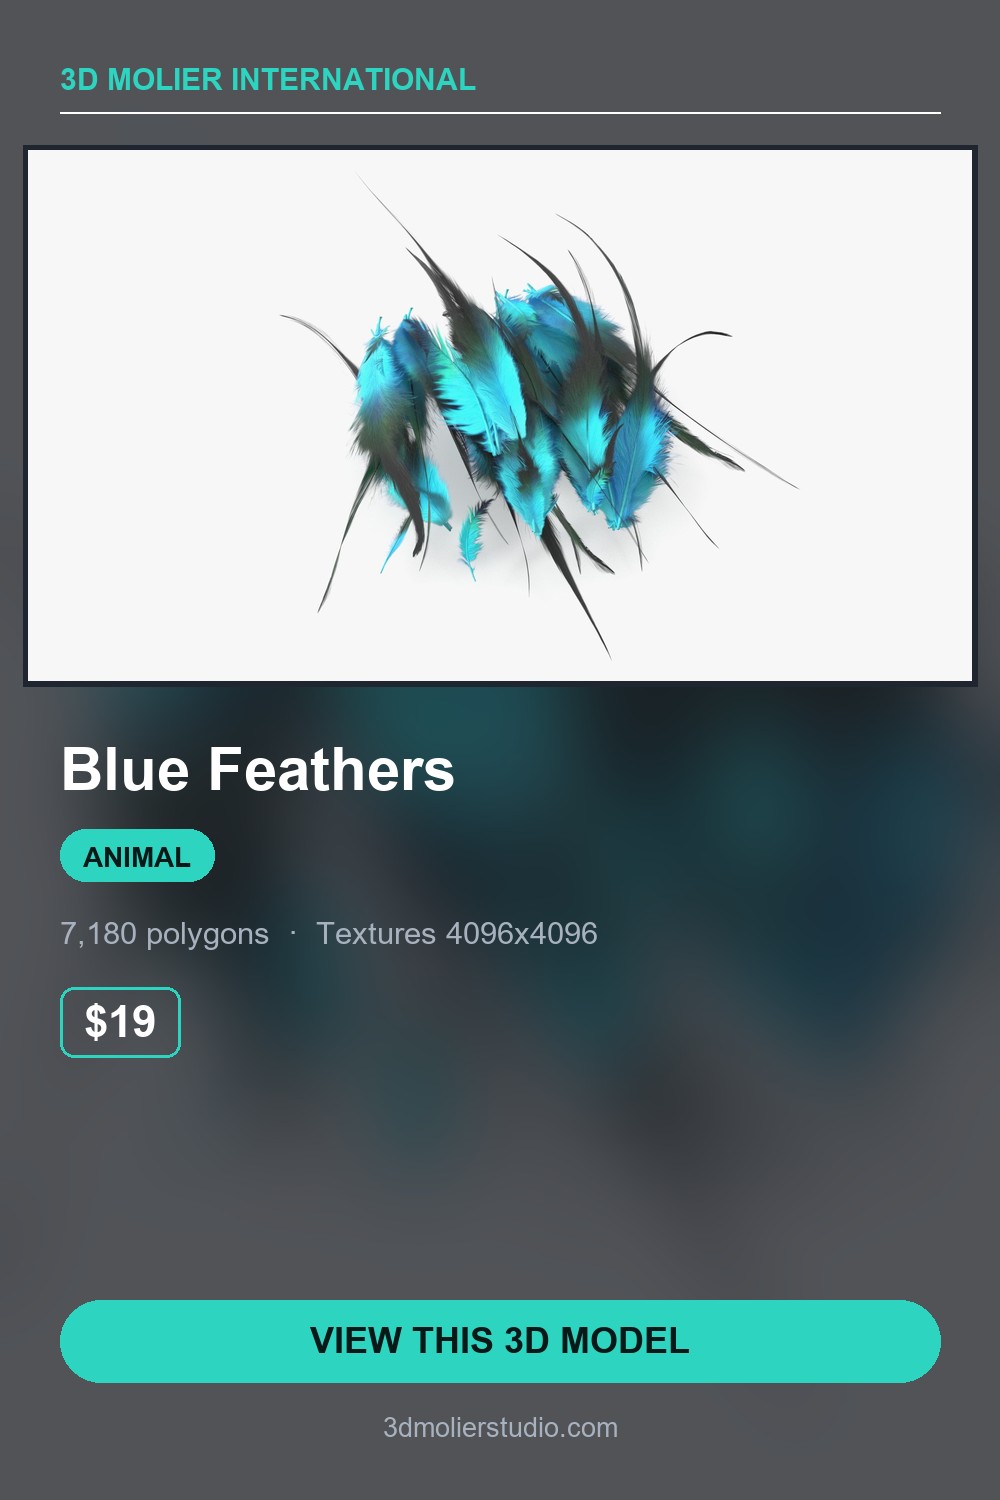 3D MOLIER INTERNATIONAL
Blue Feathers
ANIMAL
7,180 polygons · Textures 4096x4096
$19
VIEW THIS 3D MODEL
3dmolierstudio.com